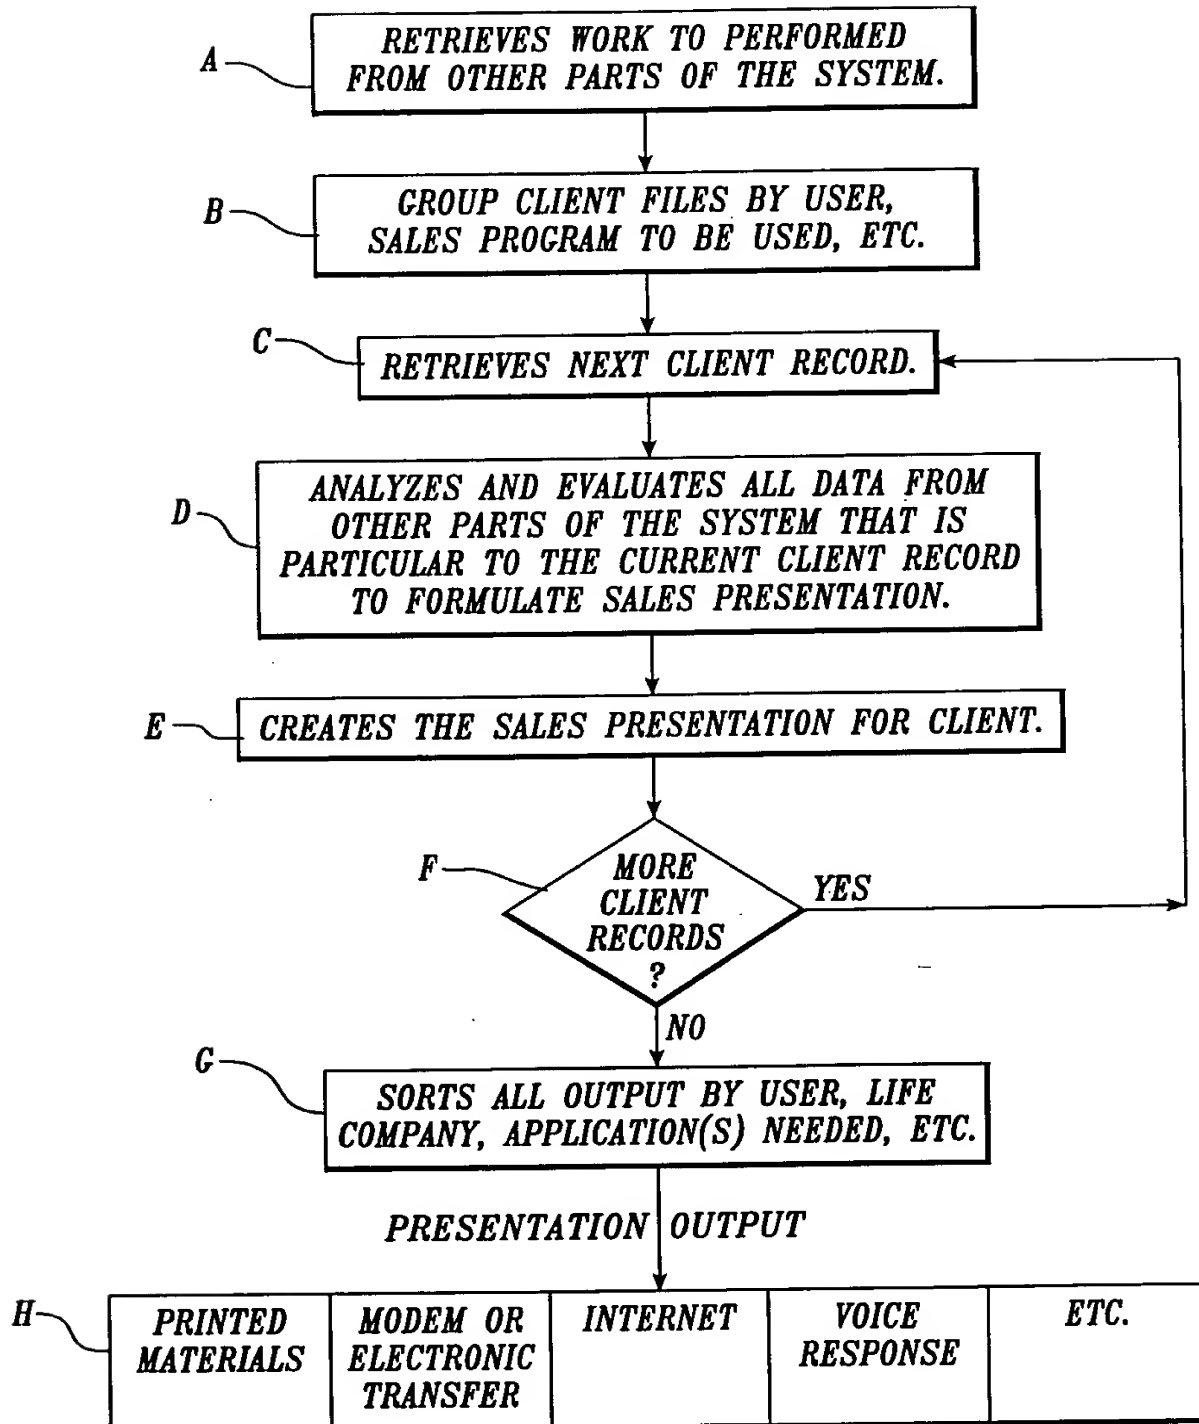 A
RETRIEVES WORK TO PERFORMED
FROM OTHER PARTS OF THE SYSTEM.
B
GROUP CLIENT FILES BY USER,
SALES PROGRAM TO BE USED, ETC.
C
RETRIEVES NEXT CLIENT RECORD.
D
ANALYZES AND EVALUATES ALL DATA FROM
OTHER PARTS OF THE SYSTEM THAT IS
PARTICULAR TO THE CURRENT CLIENT RECORD
TO FORMULATE SALES PRESENTATION.
E
CREATES THE SALES PRESENTATION FOR CLIENT.
F
MORE
CLIENT
RECORDS
?
YES
NO
G
SORTS ALL OUTPUT BY USER, LIFE
COMPANY, APPLICATION(S) NEEDED, ETC.
PRESENTATION OUTPUT
H
PRINTED
MATERIALS
MODEM OR
ELECTRONIC
TRANSFER
INTERNET
VOICE
RESPONSE
ETC.